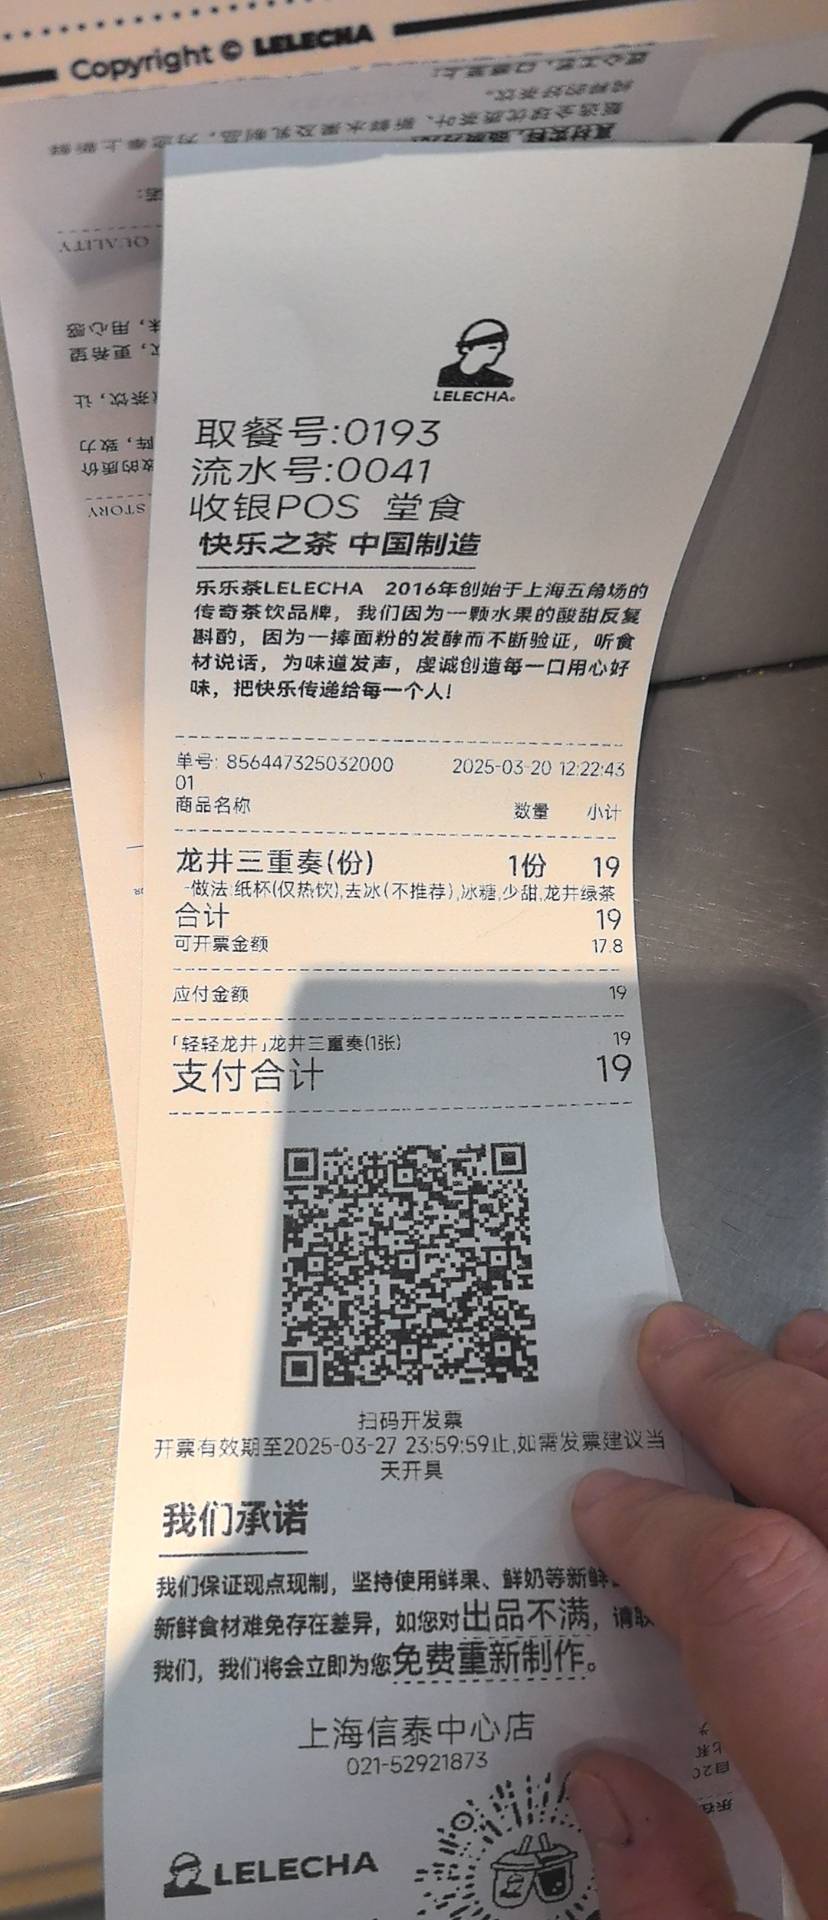 Copyright © LELECHA
QUALITY
STORY
LELECHA
取餐号:0193
流水号:0041
收银POS 堂食
快乐之茶 中国制造
乐乐茶LELECHA 2016年创始于上海五角场的
传奇茶饮品牌，我们因为一颗水果的酸甜反复
斟酌，因为一捧面粉的发酵而不断验证，听食
材说话，为味道发声，虔诚创造每一口用心好
味，把快乐传递给每一个人!
单号: 856447325032000 2025-03-20 12:22:43
01
商品名称 数量 小计
龙井三重奏(份) 1份 19
-做法:纸杯(仅热饮),去冰(不推荐),冰糖,少甜,龙井绿茶
合计 19
可开票金额 17.8
应付金额 19
「轻轻龙井」龙井三重奏(1张) 19
支付合计 19
扫码开发票
开票有效期至2025-03-27 23:59:59止,如需发票建议当
天开具
我们承诺
我们保证现点现制，坚持使用鲜果、鲜奶等新鲜
新鲜食材难免存在差异，如您对出品不满，请联
我们，我们将会立即为您免费重新制作。
上海信泰中心店
021-52921873
LELECHA